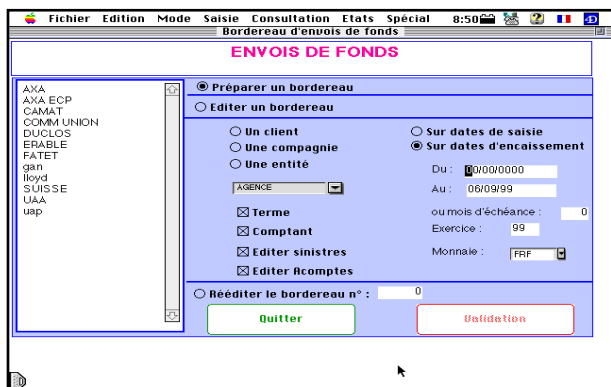 Fichier Edition Mode Saisie Consultation Etats Spécial 8:50
Bordereau d'envois de fonds
ENVOIS DE FONDS
AXA
AXA ECP
CAMAT
COMM UNION
DUCLOS
ERABLE
FATET
gan
lloyd
SUISSE
UAA
uap
Préparer un bordereau
Editer un bordereau
Un client
Une compagnie
Une entité
AGENCE
Terme
Comptant
Editer sinistres
Editer Acomptes
Sur dates de saisie
Sur dates d'encaissement
Du : 00/00/0000
Au : 06/09/99
ou mois d'échéance : 0
Exercice : 99
Monnaie : FRF
Rééditer le bordereau n° : 0
Quitter
Validation